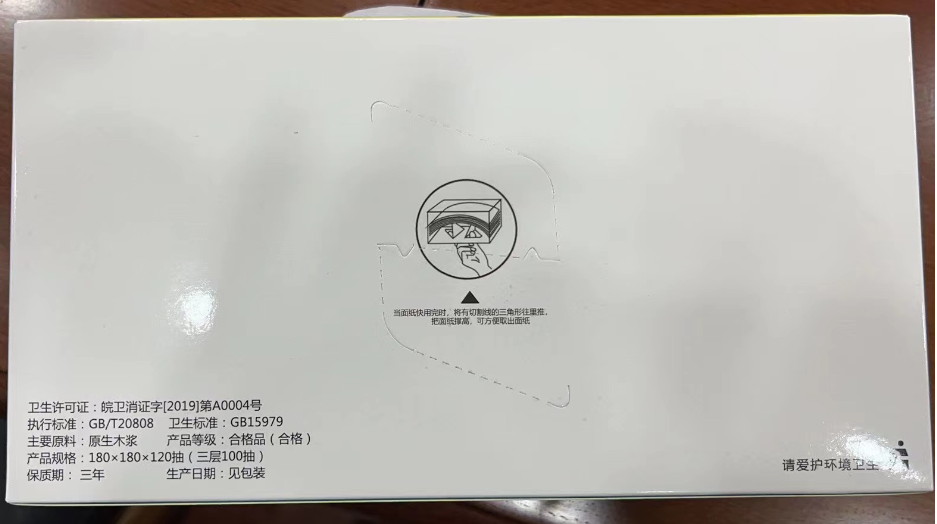 当面纸快用完时，将有切割线的三角形往里推，
把面纸撑高，可方便取出面纸
卫生许可证：皖卫消证字[2019]第A0004号
执行标准：GB/T20808 卫生标准：GB15979
主要原料：原生木浆 产品等级：合格品（合格）
产品规格：180×180×120抽（三层100抽）
保质期： 三年 生产日期：见包装
请爱护环境卫生